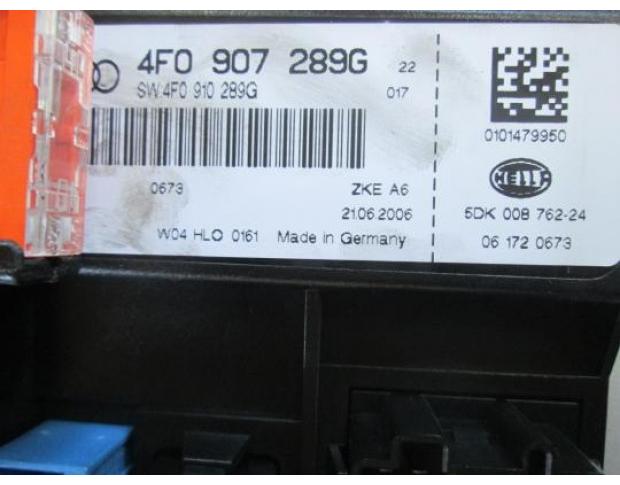 4F0 907 289G 22
SW:4F0 910 289G 017
0673 ZKE A6
21.06.2006
W04 HLO 0161 Made in Germany
0101479950
HELLA
5DK 008 762-24
06 172 0673